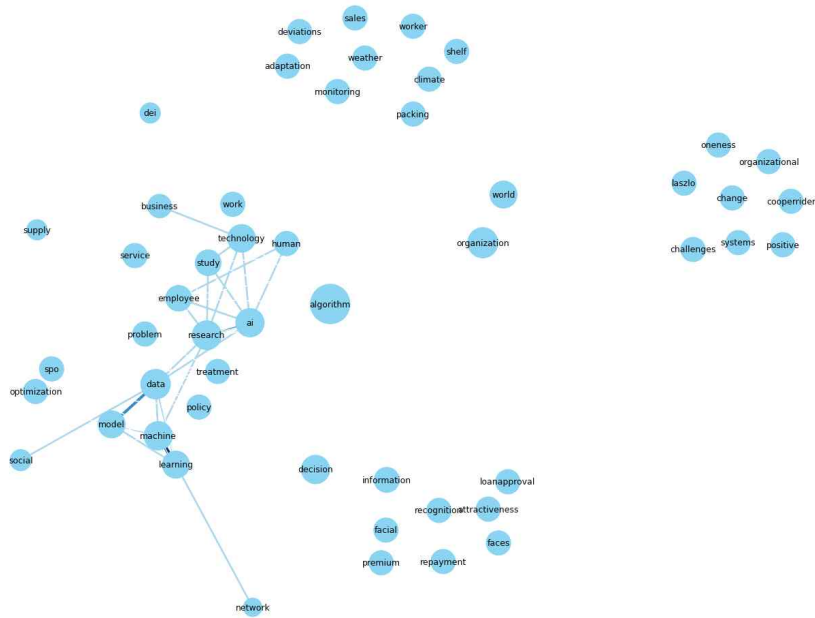 sales
deviations
worker
shelf
weather
adaptation
climate
monitoring
packing
dei
oneness
organizational
laszlo
world
change
cooperrider
business
work
supply
technology
human
organization
systems
positive
challenges
service
study
employee
algorithm
ai
problem
research
spo
treatment
data
optimization
policy
model
machine
social
learning
decision
information
loanapproval
recognition
attractiveness
facial
faces
premium
repayment
network